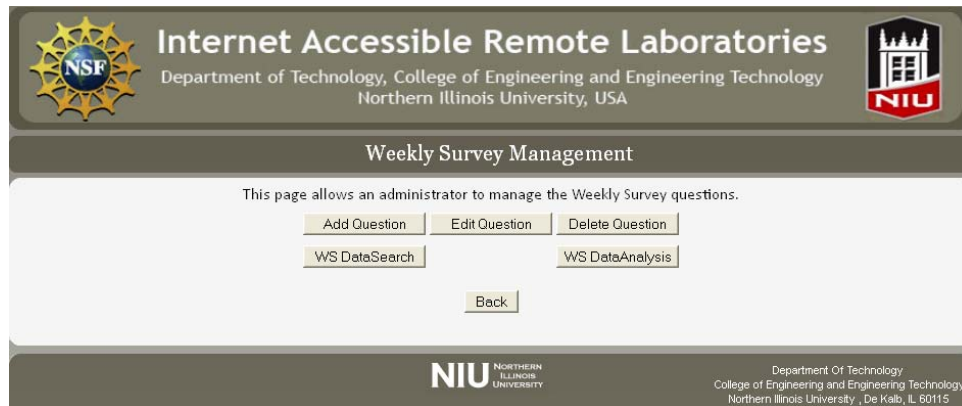 NSF
Internet Accessible Remote Laboratories
Department of Technology, College of Engineering and Engineering Technology
Northern Illinois University, USA
NIU
Weekly Survey Management
This page allows an administrator to manage the Weekly Survey questions.
Add Question Edit Question Delete Question
WS DataSearch WS DataAnalysis
Back
NIU NORTHERN
ILLINOIS
UNIVERSITY
Department Of Technology
College of Engineering and Engineering Technology
Northern Illinois University , De Kalb, IL 60115